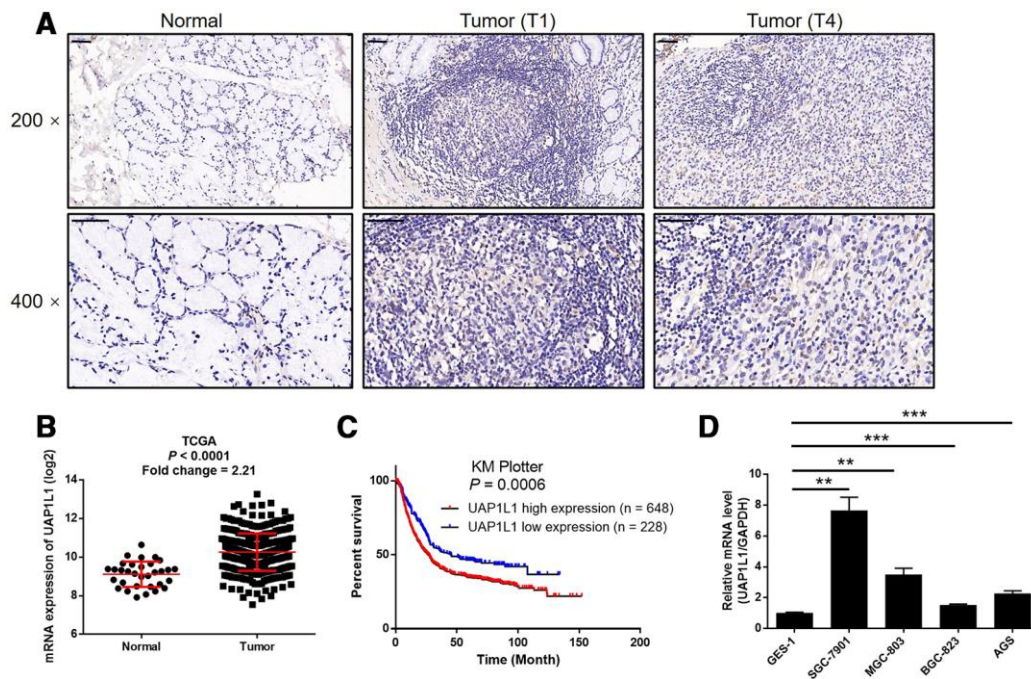 A
Normal
Tumor (T1)
Tumor (T4)
200 ×
400 ×
B
TCGA
P < 0.0001
Fold change = 2.21
mRNA expression of UAP1L1 (log2)
14
12
10
8
6
Normal
Tumor
C
KM Plotter
P = 0.0006
UAP1L1 high expression (n = 648)
UAP1L1 low expression (n = 228)
Percent survival
100
50
0
0
50
100
150
200
Time (Month)
D
***
***
**
**
Relative mRNA level
(UAP1L1/GAPDH)
10
8
6
4
2
0
GES-1
SGC-7901
MGC-803
BGC-823
AGS